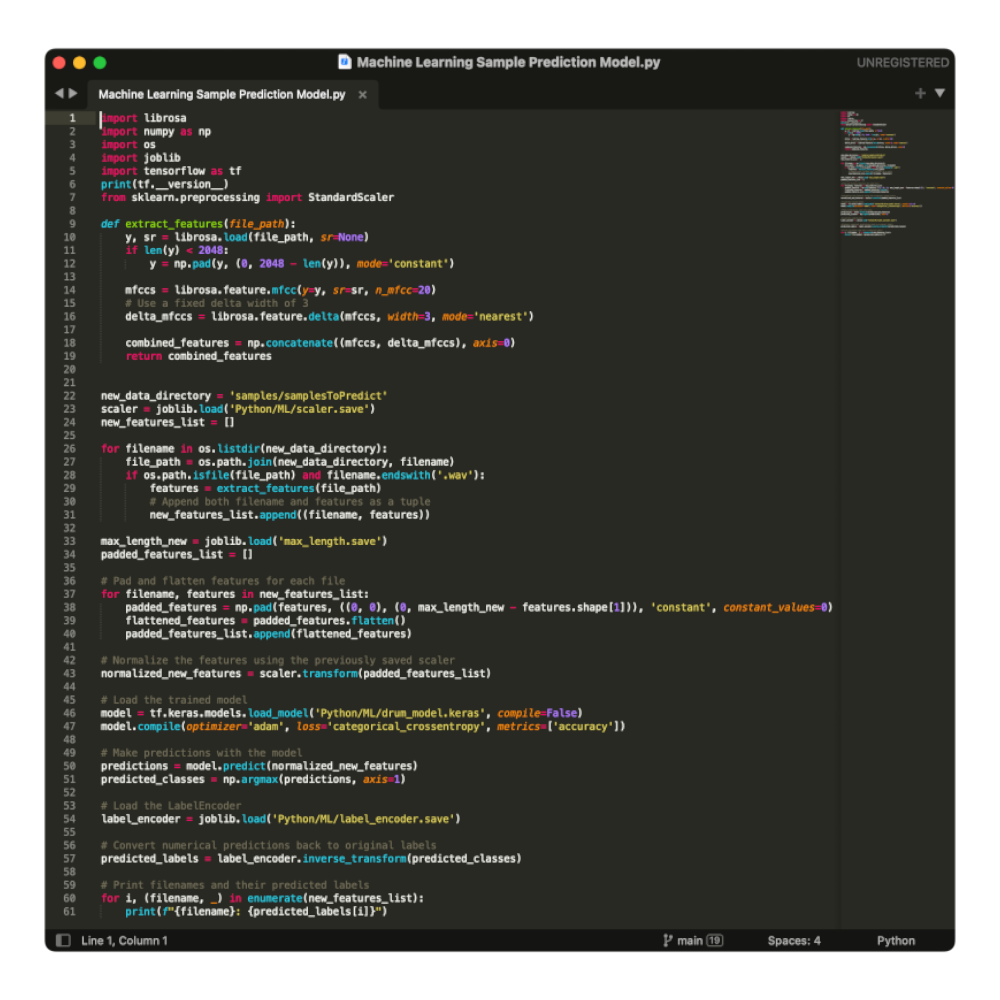 Machine Learning Sample Prediction Model.py
UNREGISTERED
Machine Learning Sample Prediction Model.py ×
1 import librosa
2 import numpy as np
3 import os
4 import joblib
5 import tensorflow as tf
6 print(tf.__version__)
7 from sklearn.preprocessing import StandardScaler
8
9 def extract_features(file_path):
10     y, sr = librosa.load(file_path, sr=None)
11     if len(y) < 2048:
12         y = np.pad(y, (0, 2048 - len(y)), mode='constant')
13
14     mfccs = librosa.feature.mfcc(y=y, sr=sr, n_mfcc=20)
15     # Use a fixed delta width of 3
16     delta_mfccs = librosa.feature.delta(mfccs, width=3, mode='nearest')
17
18     combined_features = np.concatenate((mfccs, delta_mfccs), axis=0)
19     return combined_features
20
21
22 new_data_directory = 'samples/samplesToPredict'
23 scaler = joblib.load('Python/ML/scaler.save')
24 new_features_list = []
25
26 for filename in os.listdir(new_data_directory):
27     file_path = os.path.join(new_data_directory, filename)
28     if os.path.isfile(file_path) and filename.endswith('.wav'):
29         features = extract_features(file_path)
30         # Append both filename and features as a tuple
31         new_features_list.append((filename, features))
32
33 max_length_new = joblib.load('max_length.save')
34 padded_features_list = []
35
36 # Pad and flatten features for each file
37 for filename, features in new_features_list:
38     padded_features = np.pad(features, ((0, 0), (0, max_length_new - features.shape[1])), 'constant', constant_values=0)
39     flattened_features = padded_features.flatten()
40     padded_features_list.append(flattened_features)
41
42 # Normalize the features using the previously saved scaler
43 normalized_new_features = scaler.transform(padded_features_list)
44
45 # Load the trained model
46 model = tf.keras.models.load_model('Python/ML/drum_model.keras', compile=False)
47 model.compile(optimizer='adam', loss='categorical_crossentropy', metrics=['accuracy'])
48
49 # Make predictions with the model
50 predictions = model.predict(normalized_new_features)
51 predicted_classes = np.argmax(predictions, axis=1)
52
53 # Load the LabelEncoder
54 label_encoder = joblib.load('Python/ML/label_encoder.save')
55
56 # Convert numerical predictions back to original labels
57 predicted_labels = label_encoder.inverse_transform(predicted_classes)
58
59 # Print filenames and their predicted labels
60 for i, (filename, _) in enumerate(new_features_list):
61     print(f"{filename}: {predicted_labels[i]}")
Line 1, Column 1
main 19
Spaces: 4
Python